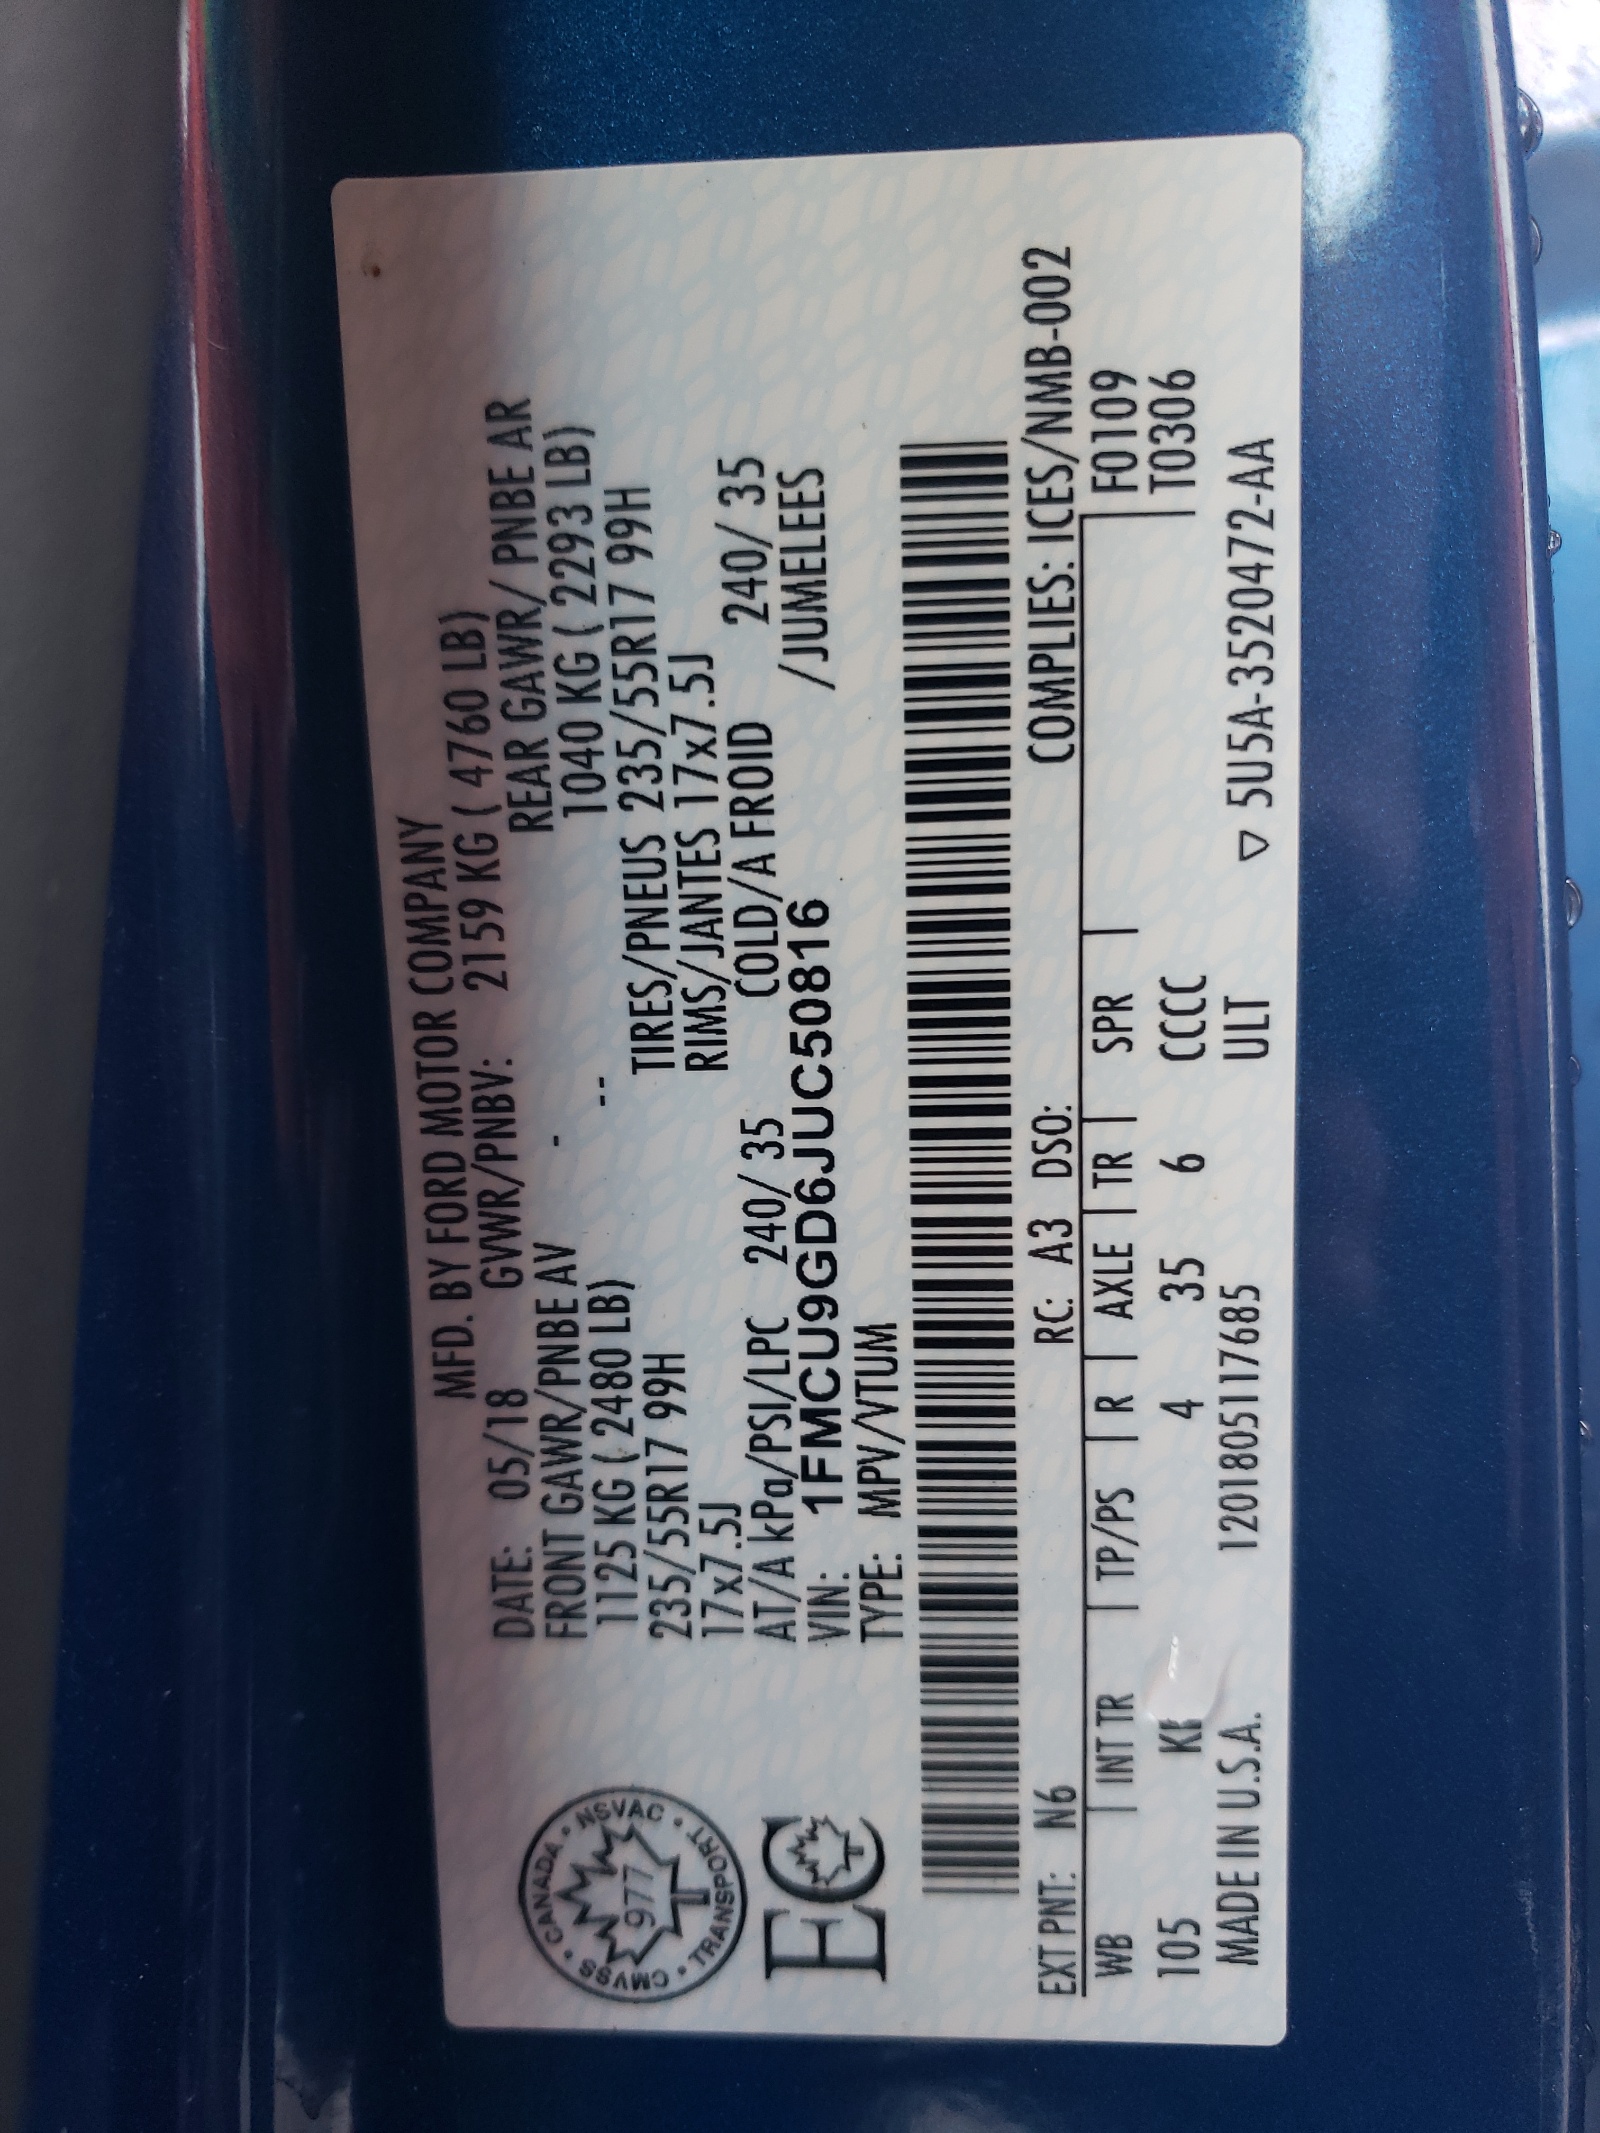 MFD. BY FORD MOTOR COMPANY
DATE: 05/18 GVWR/PNBV: 2159 KG ( 4760 LB)
FRONT GAWR/PNBE AV - REAR GAWR/ PNBE AR
1125 KG ( 2480 LB) -- 1040 KG ( 2293 LB)
235/55R17 99H TIRES/PNEUS 235/55R17 99H
17x7.5J RIMS/JANTES 17x7.5J
AT/A kPa/PSI/LPC 240/ 35 COLD/A FROID 240/ 35
VIN: 1FMCU9GD6JUC50816 /JUMELEES
TYPE: MPV/VTUM
CANADA • NSVAC • TRANSPORT • CMVSS •
977
EC
EXT PNT: N6 RC: A3 DSO: COMPLIES: ICES/NMB-002
WB | INT TR | TP/PS | R | AXLE | TR | SPR | F0109
105 4 35 6 CCCC T0306
MADE IN U.S.A. 120180511​7685 ULT ▽ 5U5A-3520472-AA